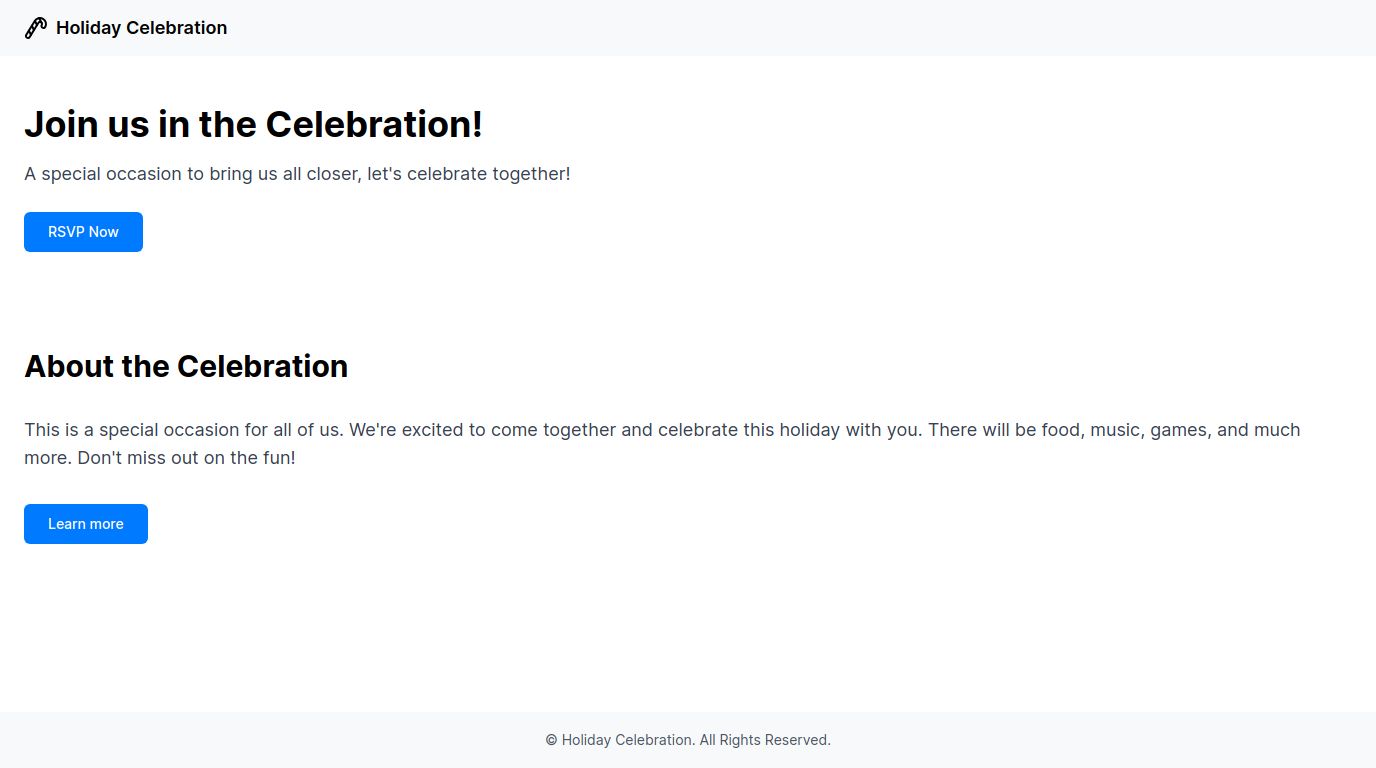 Holiday Celebration
Join us in the Celebration!
A special occasion to bring us all closer, let's celebrate together!
RSVP Now
About the Celebration
This is a special occasion for all of us. We're excited to come together and celebrate this holiday with you. There will be food, music, games, and much
more. Don't miss out on the fun!
Learn more
© Holiday Celebration. All Rights Reserved.